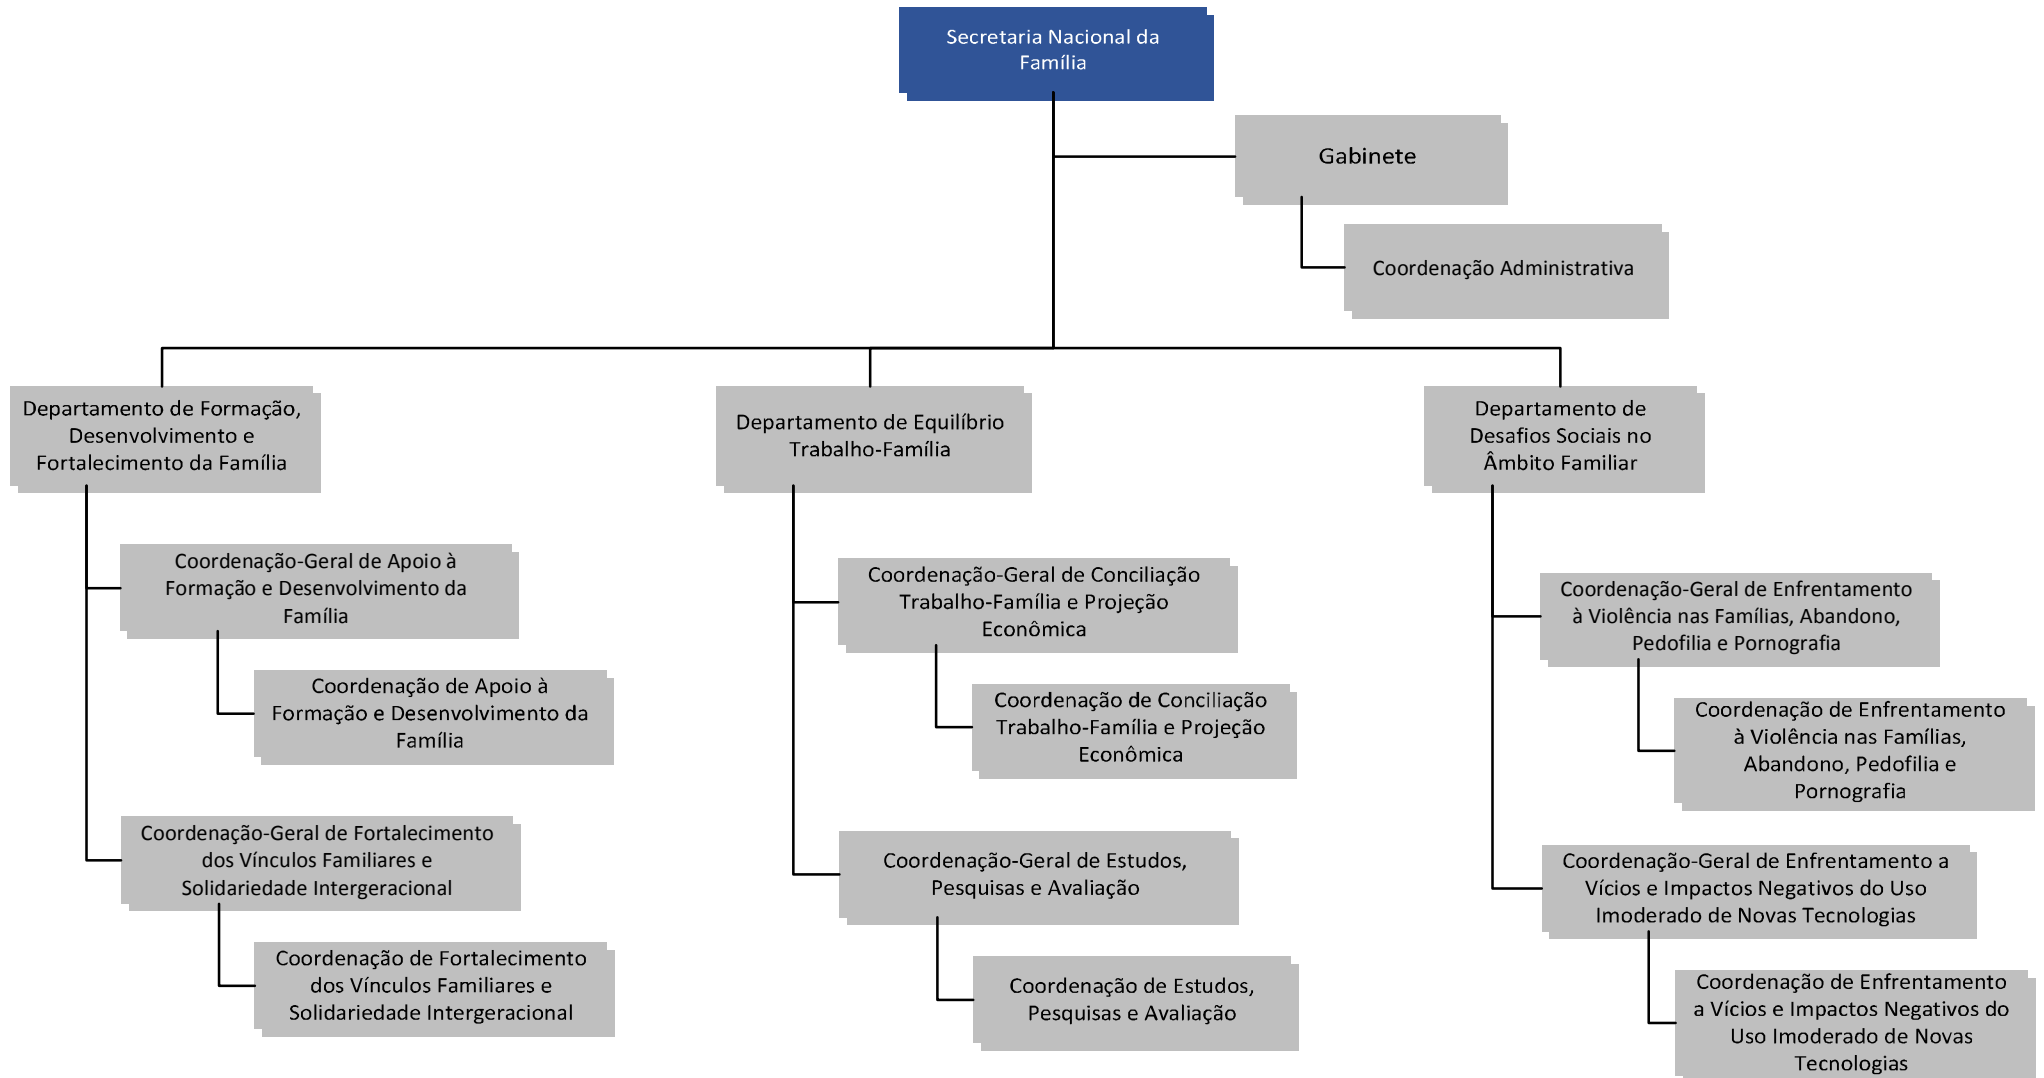 Secretaria Nacional da
Família
Gabinete
Coordenação Administrativa
Departamento de Formação,
Desenvolvimento e
Fortalecimento da Família
Departamento de Equilíbrio
Trabalho-Família
Departamento de
Desafios Sociais no
Âmbito Familiar
Coordenação-Geral de Apoio à
Formação e Desenvolvimento da
Família
Coordenação de Apoio à
Formação e Desenvolvimento da
Família
Coordenação-Geral de Fortalecimento
dos Vínculos Familiares e
Solidariedade Intergeracional
Coordenação de Fortalecimento
dos Vínculos Familiares e
Solidariedade Intergeracional
Coordenação-Geral de Conciliação
Trabalho-Família e Projeção
Econômica
Coordenação de Conciliação
Trabalho-Família e Projeção
Econômica
Coordenação-Geral de Estudos,
Pesquisas e Avaliação
Coordenação de Estudos,
Pesquisas e Avaliação
Coordenação-Geral de Enfrentamento
à Violência nas Famílias, Abandono,
Pedofilia e Pornografia
Coordenação de Enfrentamento
à Violência nas Famílias,
Abandono, Pedofilia e
Pornografia
Coordenação-Geral de Enfrentamento a
Vícios e Impactos Negativos do Uso
Imoderado de Novas Tecnologias
Coordenação de Enfrentamento
a Vícios e Impactos Negativos do
Uso Imoderado de Novas
Tecnologias